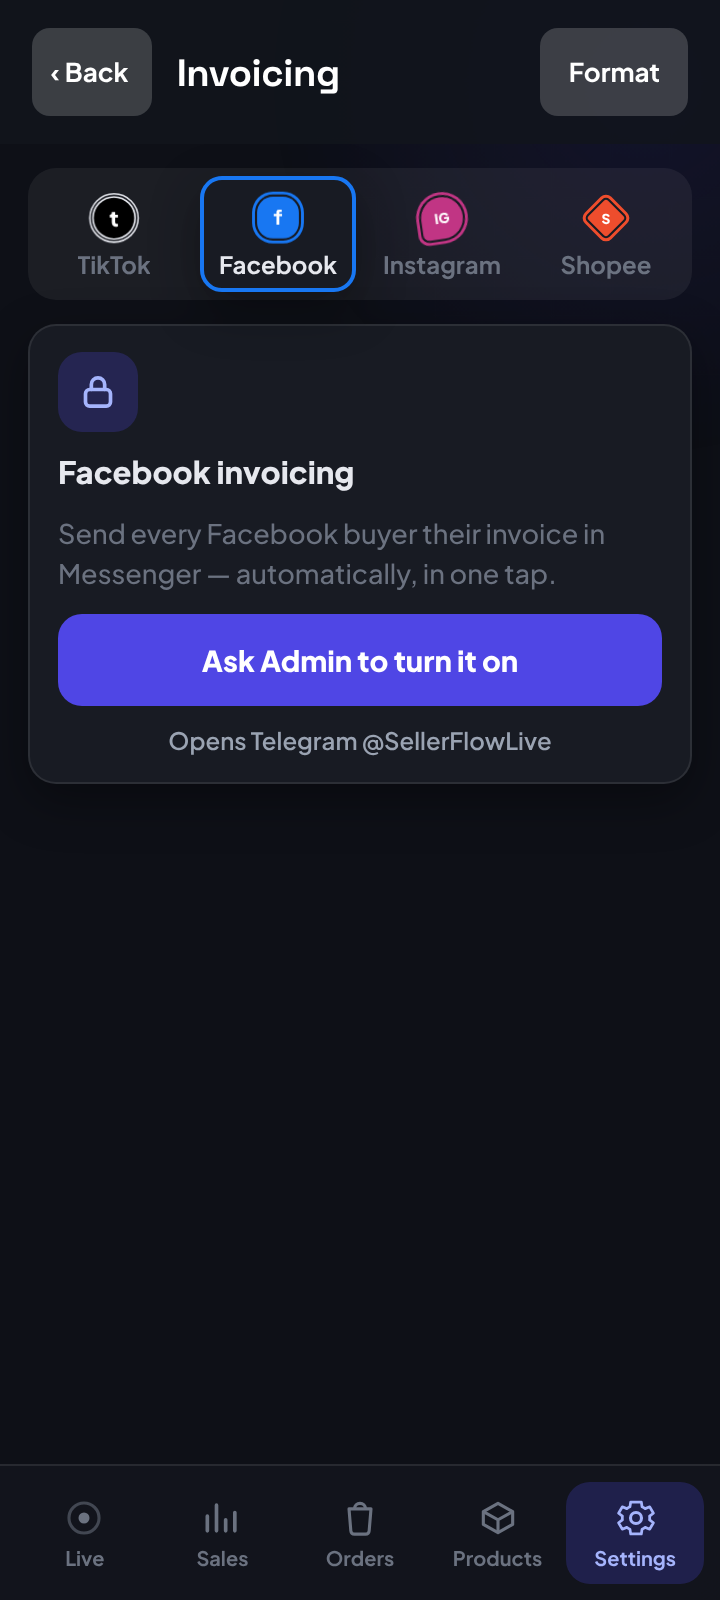 ‹ Back
Invoicing
Format
t
f
IG
S
TikTok
Facebook
Instagram
Shopee
Facebook invoicing
Send every Facebook buyer their invoice in
Messenger — automatically, in one tap.
Ask Admin to turn it on
Opens Telegram @SellerFlowLive
Live
Sales
Orders
Products
Settings